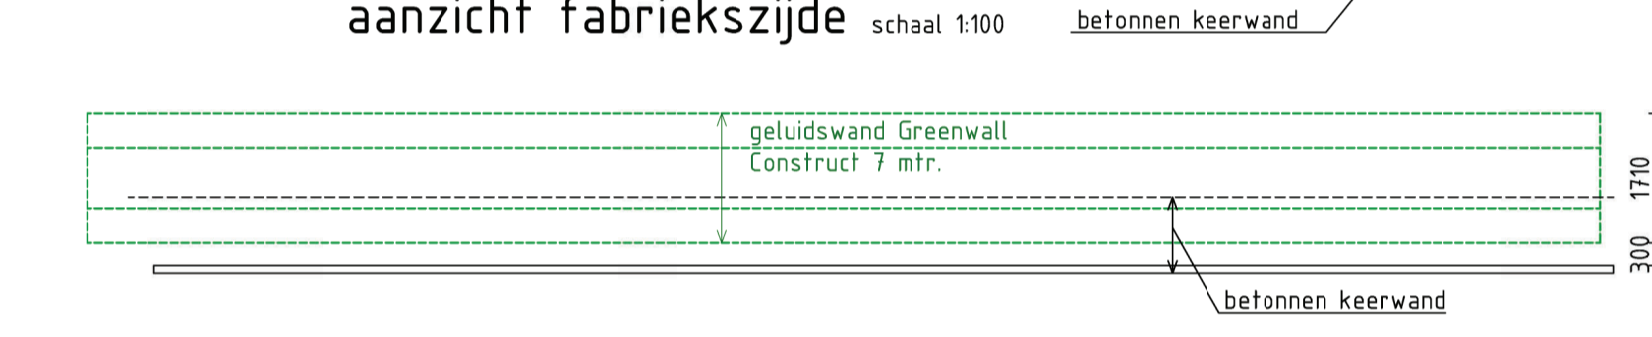 aanzicht fabriekszijde schaal 1:100
betonnen keerwand
geluidswand Greenwall
Construct 7 mtr.
1710
300
betonnen keerwand